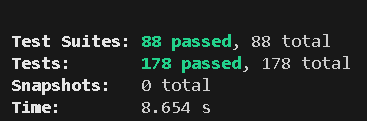 Test Suites: 88 passed, 88 total
Tests: 178 passed, 178 total
Snapshots: 0 total
Time: 8.654 s